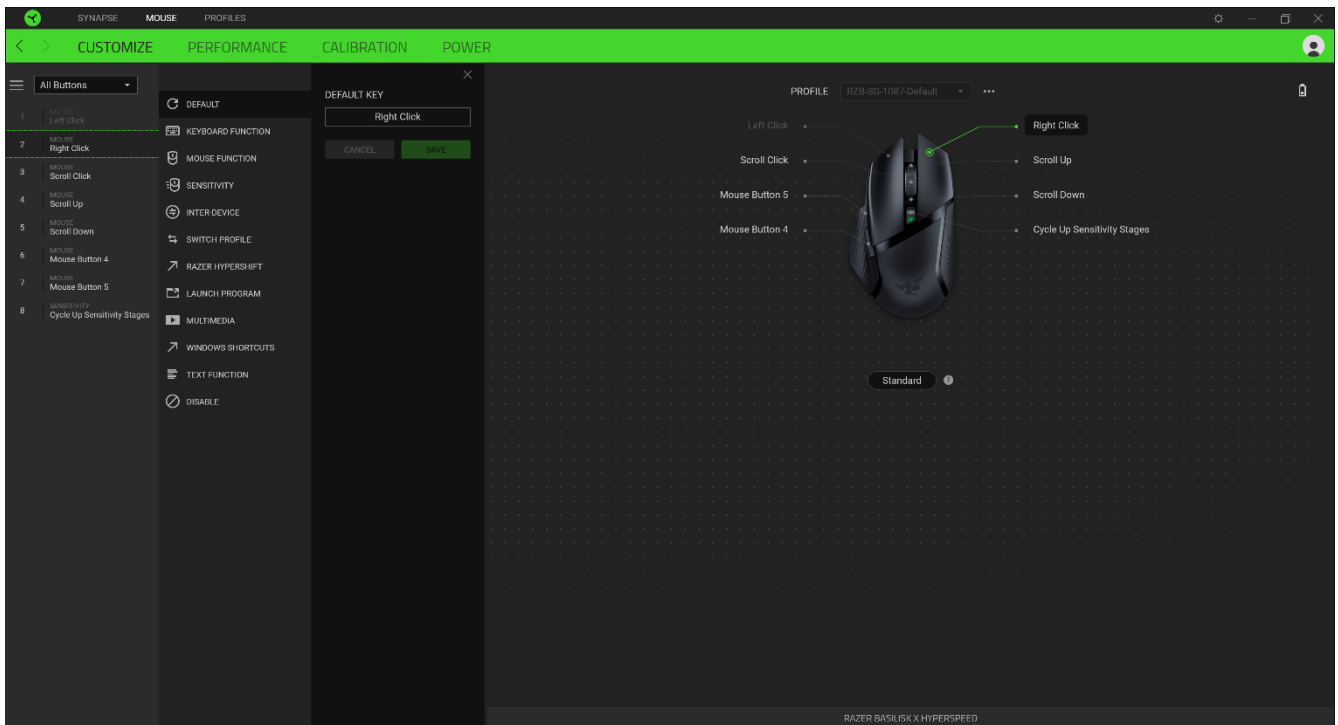 SYNAPSE MOUSE PROFILES
CUSTOMIZE PERFORMANCE CALIBRATION POWER
All Buttons
1 MOUSE
Left Click
2 MOUSE
Right Click
3 MOUSE
Scroll Click
4 MOUSE
Scroll Up
5 MOUSE
Scroll Down
6 MOUSE
Mouse Button 4
7 MOUSE
Mouse Button 5
8 SENSITIVITY
Cycle Up Sensitivity Stages
DEFAULT
KEYBOARD FUNCTION
MOUSE FUNCTION
SENSITIVITY
INTER-DEVICE
SWITCH PROFILE
RAZER HYPERSHIFT
LAUNCH PROGRAM
MULTIMEDIA
WINDOWS SHORTCUTS
TEXT FUNCTION
DISABLE
DEFAULT KEY
Right Click
CANCEL SAVE
PROFILE RZ8-SG-1087-Default
Left Click
Scroll Click
Mouse Button 5
Mouse Button 4
Right Click
Scroll Up
Scroll Down
Cycle Up Sensitivity Stages
Standard ?
RAZER BASILISK X HYPERSPEED